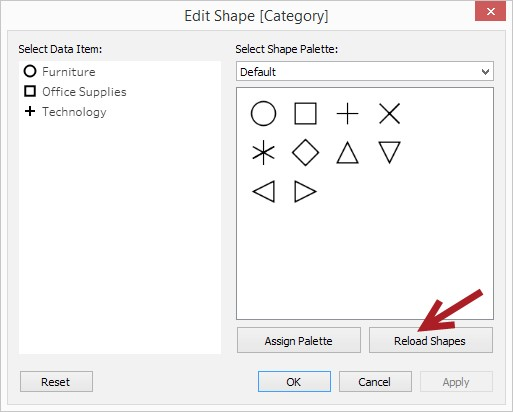 Edit Shape [Category]
Select Data Item:
Furniture
Office Supplies
Technology
Select Shape Palette:
Default
Assign Palette
Reload Shapes
Reset
OK
Cancel
Apply